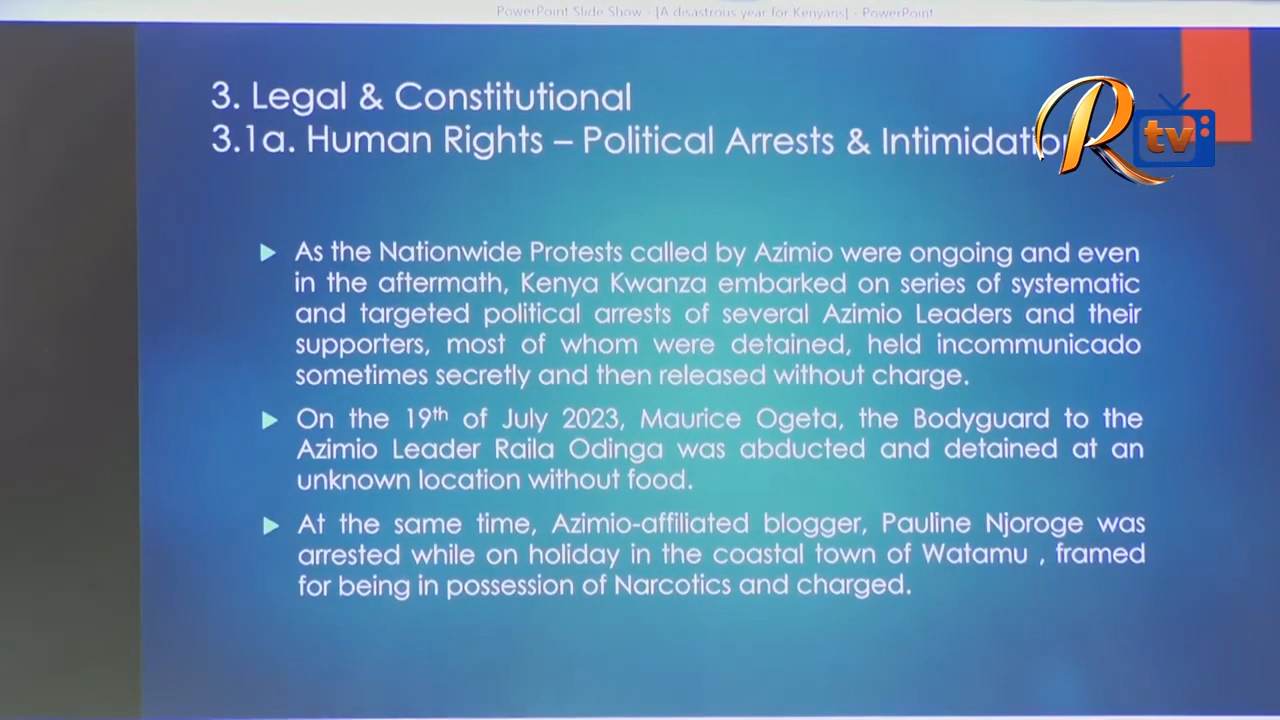 PowerPoint Slide Show - [A disastrous year for Kenyans] - PowerPoint
3. Legal & Constitutional
3.1a. Human Rights – Political Arrests & Intimidation
R tv
As the Nationwide Protests called by Azimio were ongoing and even
in the aftermath, Kenya Kwanza embarked on series of systematic
and targeted political arrests of several Azimio Leaders and their
supporters, most of whom were detained, held incommunicado
sometimes secretly and then released without charge.
On the 19th of July 2023, Maurice Ogeta, the Bodyguard to the
Azimio Leader Raila Odinga was abducted and detained at an
unknown location without food.
At the same time, Azimio-affiliated blogger, Pauline Njoroge was
arrested while on holiday in the coastal town of Watamu , framed
for being in possession of Narcotics and charged.